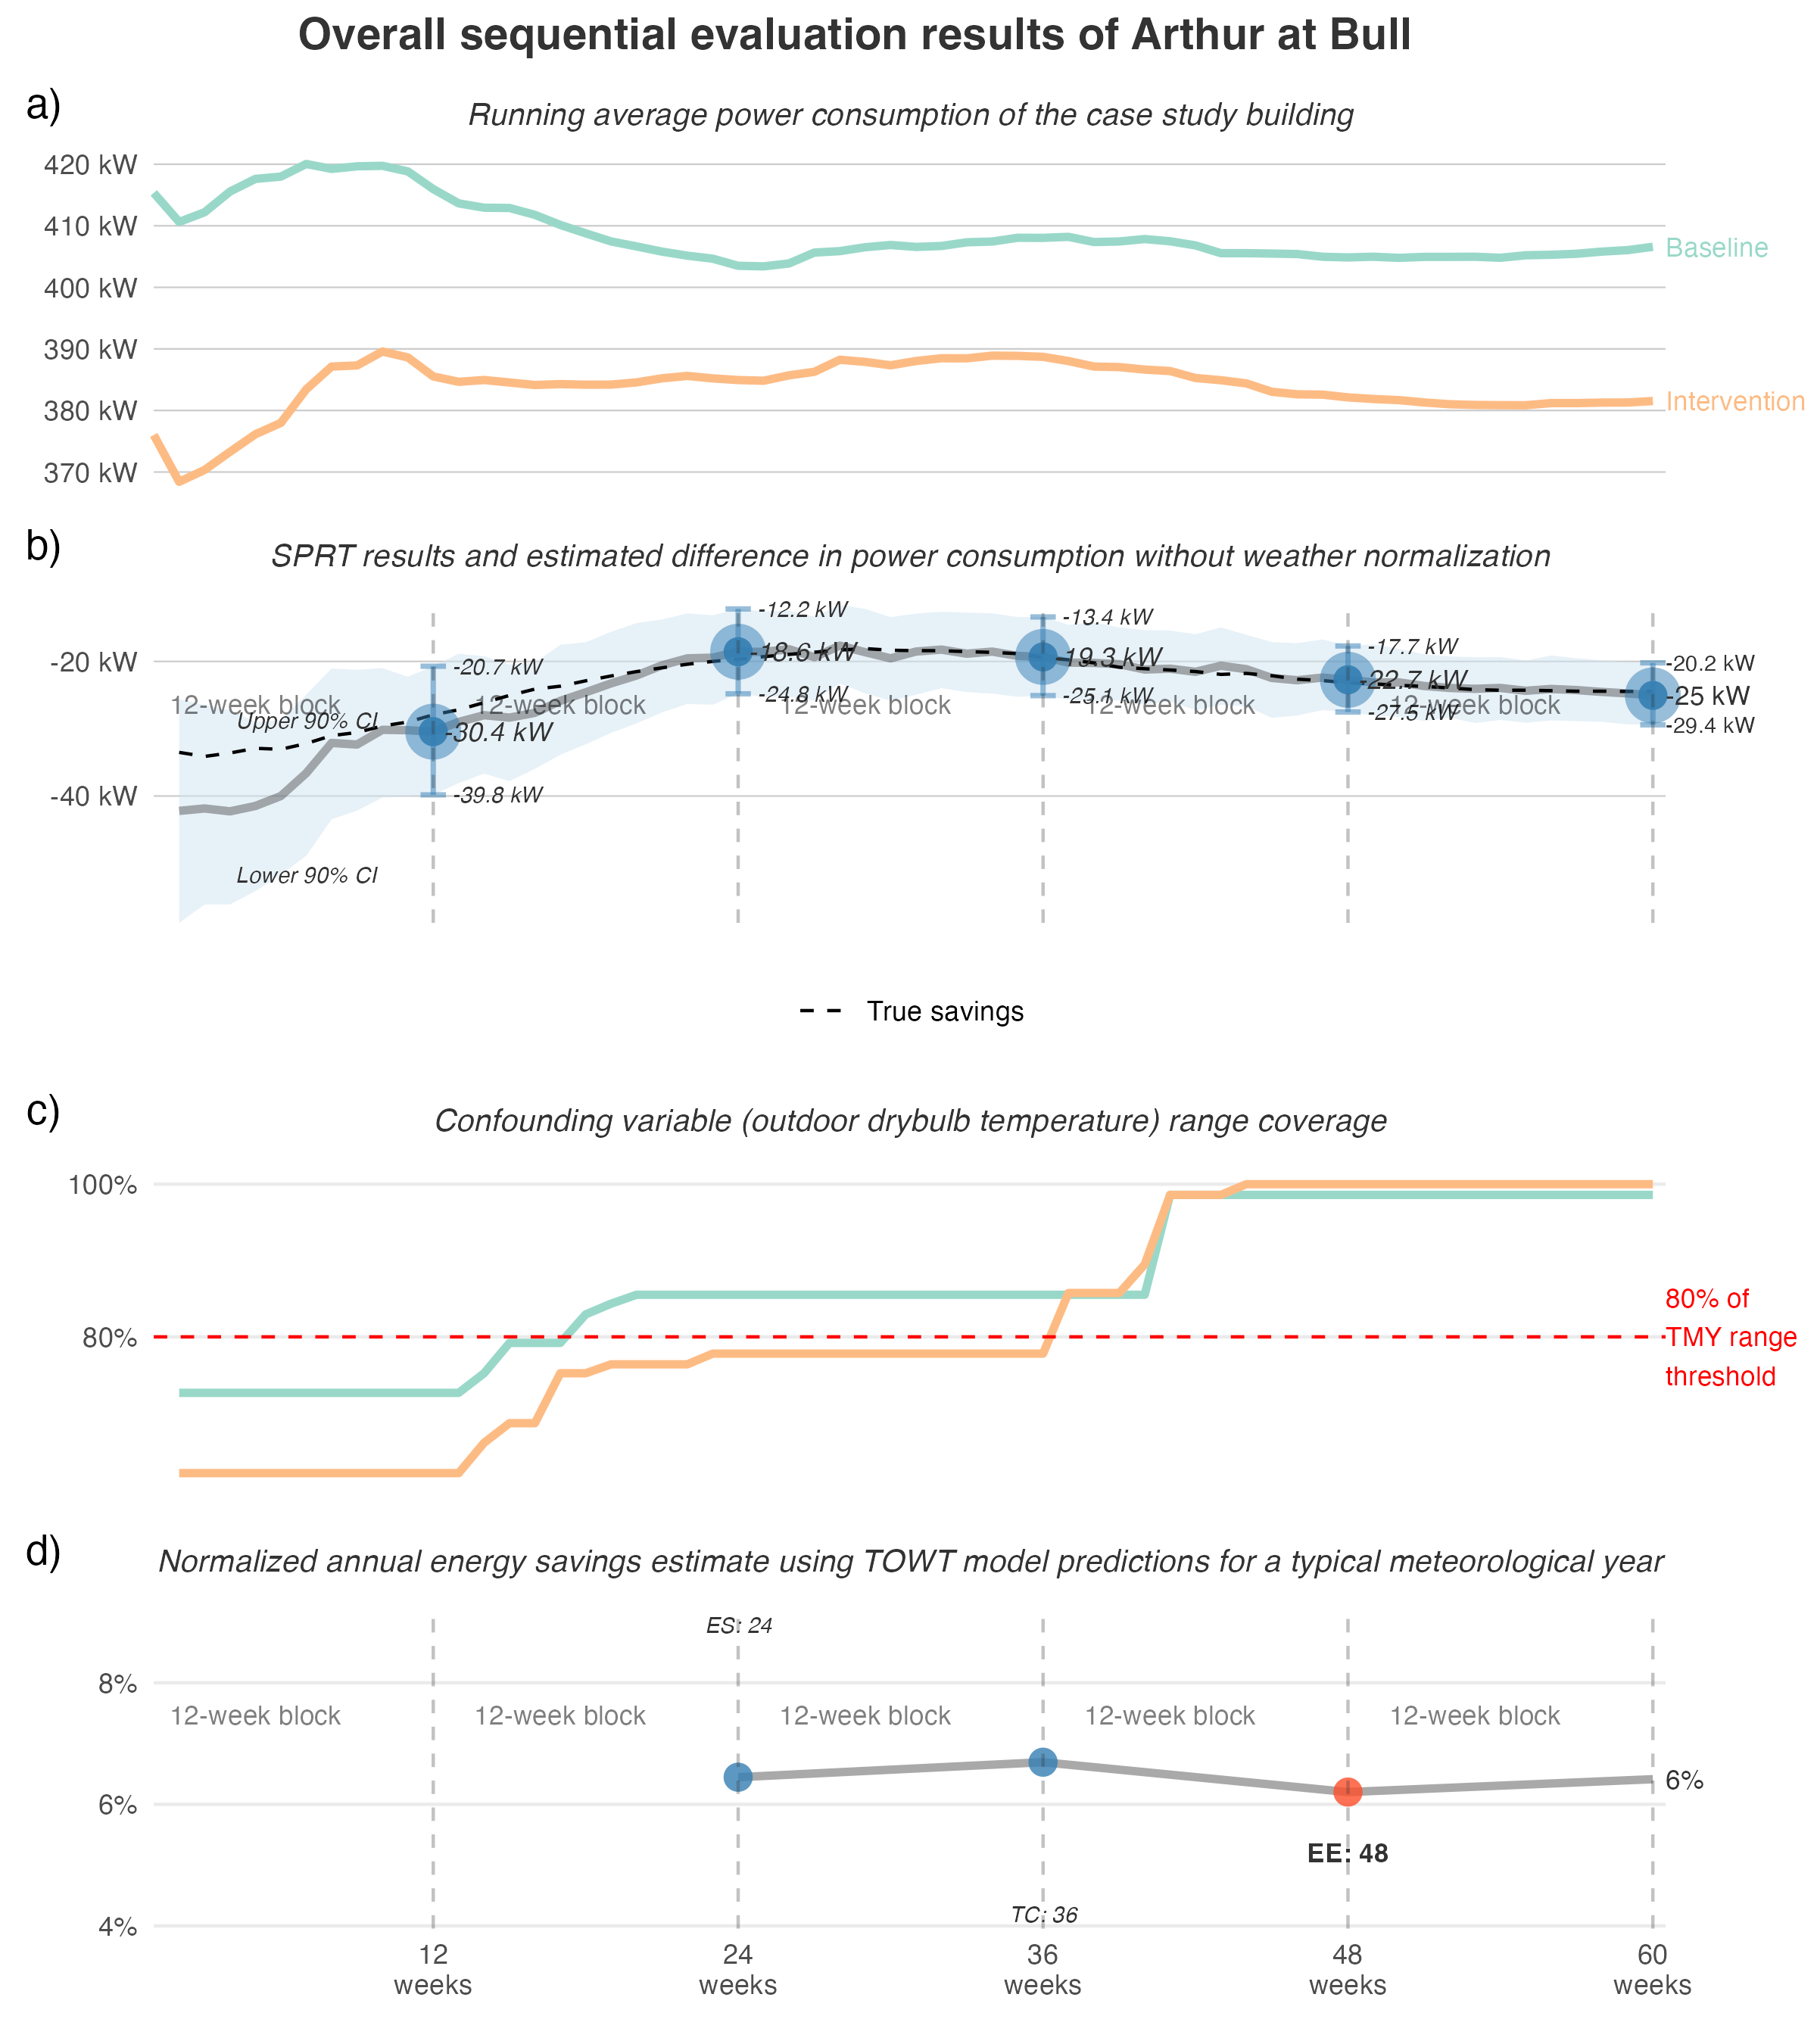 Overall sequential evaluation results of Arthur at Bull
a)
Running average power consumption of the case study building
420 kW
410 kW
400 kW
390 kW
380 kW
370 kW
Baseline
Intervention
b)
SPRT results and estimated difference in power consumption without weather normalization
-20 kW
-40 kW
12-week block
12-week block
12-week block
12-week block
12-week block
Upper 90% CI
Lower 90% CI
-20.7 kW
-30.4 kW
-39.8 kW
-12.2 kW
-18.6 kW
-24.8 kW
-13.4 kW
-19.3 kW
-25.1 kW
-17.7 kW
-22.7 kW
-27.5 kW
-20.2 kW
-25 kW
-29.4 kW
True savings
c)
Confounding variable (outdoor drybulb temperature) range coverage
100%
80%
80% of
TMY range
threshold
d)
Normalized annual energy savings estimate using TOWT model predictions for a typical meteorological year
ES: 24
8%
12-week block
12-week block
12-week block
12-week block
12-week block
6%
6%
EE: 48
TC: 36
4%
12
weeks
24
weeks
36
weeks
48
weeks
60
weeks